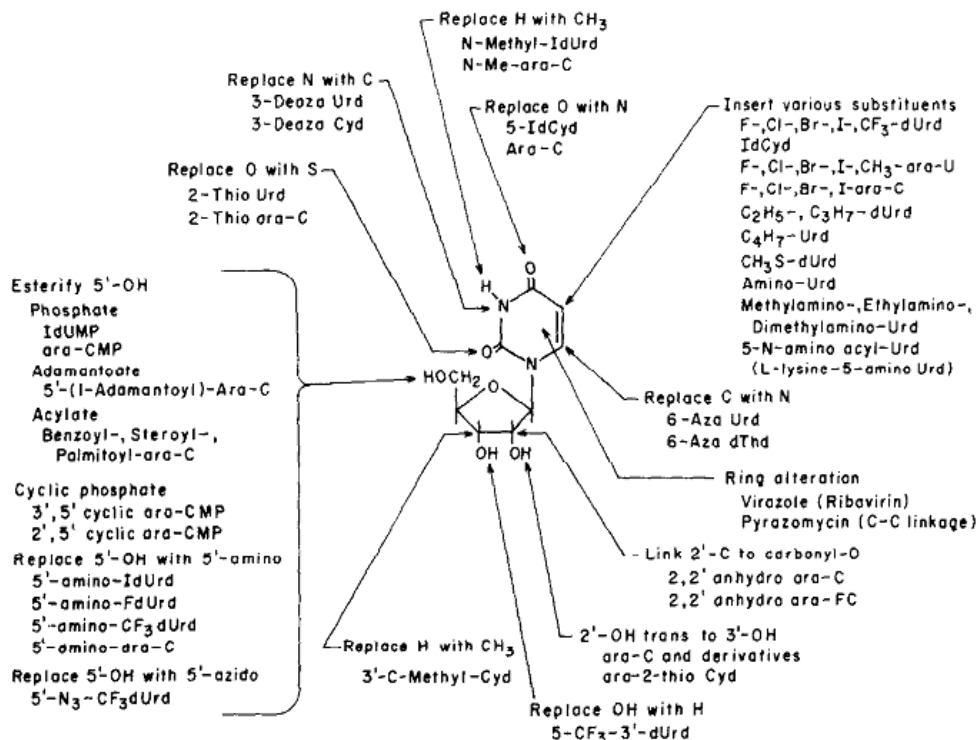 Replace H with CH3
N-Methyl-IdUrd
N-Me-ara-C
Replace N with C
3-Deaza Urd
3-Deaza Cyd
Replace O with N
5-IdCyd
Ara-C
Insert various substituents
F-,Cl-,Br-,I-,CF3-dUrd
IdCyd
F-,Cl-,Br-,I-,CH3-ara-U
F-,Cl-,Br-,I-ara-C
C2H5-, C3H7-dUrd
C4H7-Urd
CH3S-dUrd
Amino-Urd
Methylamino-,Ethylamino-,
Dimethylamino-Urd
5-N-amino acyl-Urd
(L-lysine-5-amino Urd)
Replace O with S
2-Thio Urd
2-Thio ara-C
Esterify 5'-OH
Phosphate
IdUMP
ara-CMP
Adamantoate
5'-(l-Adamantoyl)-Ara-C
Acylate
Benzoyl-, Steroyl-,
Palmitoyl-ara-C
Cyclic phosphate
3',5' cyclic ara-CMP
2',5' cyclic ara-CMP
Replace 5'-OH with 5'-amino
5'-amino-IdUrd
5'-amino-FdUrd
5'-amino-CF3dUrd
5'-amino-ara-C
Replace 5'-OH with 5'-azido
5'-N3-CF3dUrd
O
H
N
O
N
HOCH2
O
OH OH
Replace C with N
6-Aza Urd
6-Aza dThd
Ring alteration
Virazole (Ribavirin)
Pyrazomycin (C-C linkage)
Link 2'-C to carbonyl-O
2,2' anhydro ara-C
2,2' anhydro ara-FC
Replace H with CH3
3'-C-Methyl-Cyd
2'-OH trans to 3'-OH
ara-C and derivatives
ara-2-thio Cyd
Replace OH with H
5-CF3-3'-dUrd